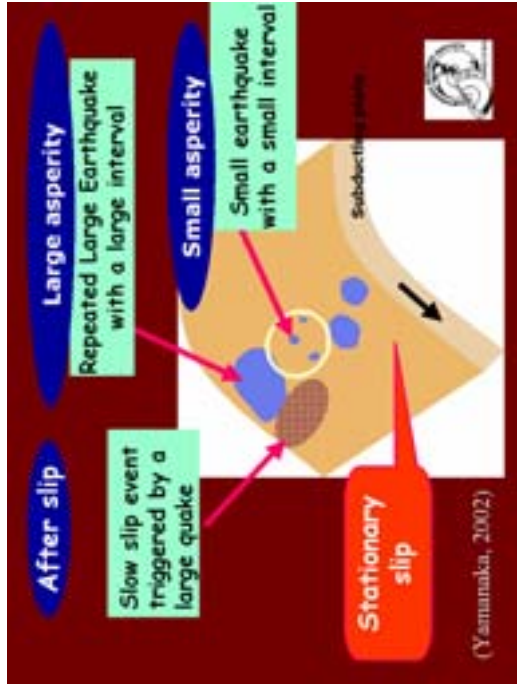 After slip
Slow slip event
triggered by a
large quake
Large asperity
Repeated Large Earthquake
with a large interval
Small asperity
Small earthquake
with a small interval
Subducting plate
Stationary
slip
(Yamanaka, 2002)